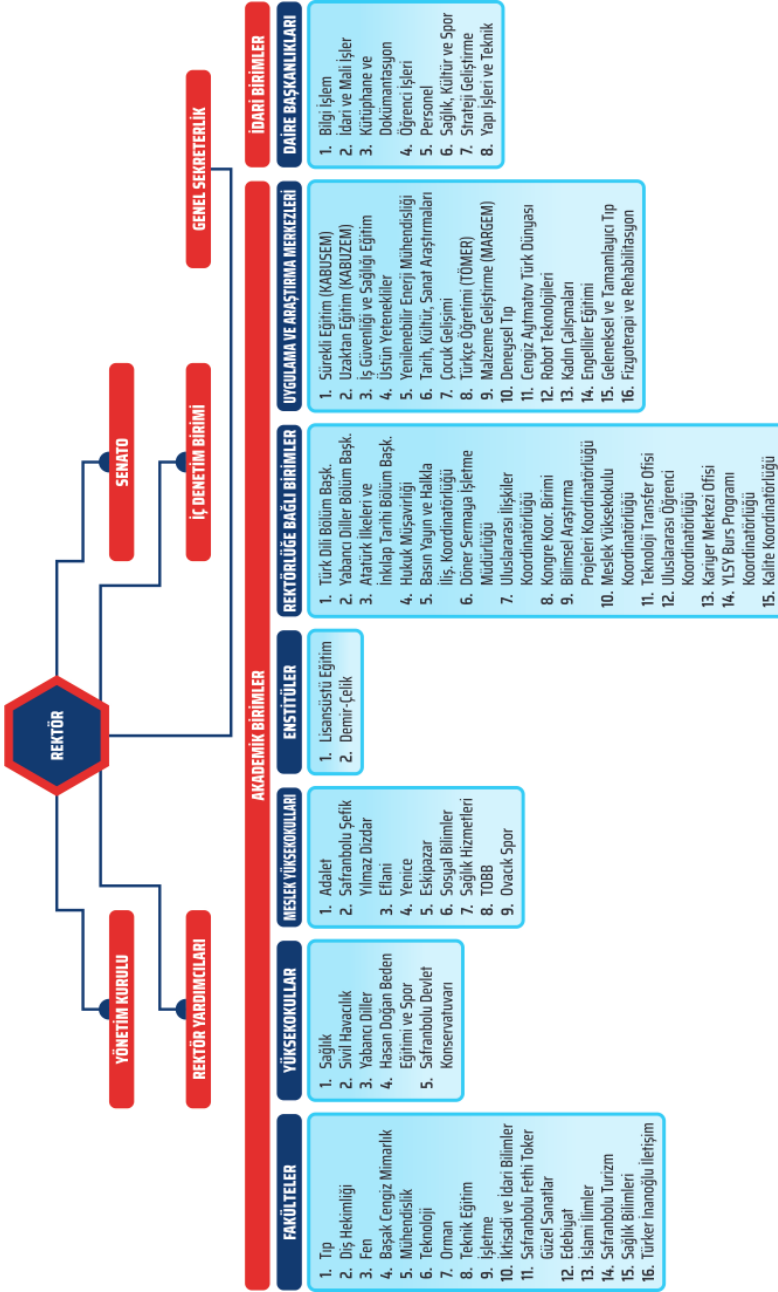 REKTÖR
YÖNETİM KURULU
SENATO
REKTÖR YARDIMCILARI
İÇ DENETİM BİRİMİ
GENEL SEKRETERLİK
AKADEMİK BİRİMLER
İDARİ BİRİMLER
FAKÜLTELER
1. Tıp
2. Diş Hekimliği
3. Fen
4. Başak Cengiz Mimarlık
5. Mühendislik
6. Teknoloji
7. Orman
8. Teknik Eğitim
9. İşletme
10. İktisadi ve İdari Bilimler
11. Safranbolu Fethi Toker
Güzel Sanatlar
12. Edebiyat
13. İslami İlimler
14. Safranbolu Turizm
15. Sağlık Bilimleri
16. Türker İnanoğlu İletişim
YÜKSEKOKULLAR
1. Sağlık
2. Sivil Havacılık
3. Yabancı Diller
4. Hasan Doğan Beden
Eğitimi ve Spor
5. Safranbolu Devlet
Konservatuvarı
MESLEK YÜKSEKOKULLARI
1. Adalet
2. Safranbolu Şefik
Yılmaz Dizdar
3. Eflani
4. Yenice
5. Eskipazar
6. Sosyal Bilimler
7. Sağlık Hizmetleri
8. TOBB
9. Ovacık Spor
ENSTİTÜLER
1. Lisansüstü Eğitim
2. Demir-Çelik
REKTÖRLÜĞE BAĞLI BİRİMLER
1. Türk Dili Bölüm Başk.
2. Yabancı Diller Bölüm Başk.
3. Atatürk İlkeleri ve
İnkılap Tarihi Bölüm Başk.
4. Hukuk Müşavirliği
5. Basın Yayın ve Halkla
İliş. Koordinatörlüğü
6. Döner Sermaya İşletme
Müdürlüğü
7. Uluslararası İlişkiler
Koordinatörlüğü
8. Kongre Koor. Birimi
9. Bilimsel Araştırma
Projeleri Koordinatörlüğü
10. Meslek Yüksekokulu
Koordinatörlüğü
11. Teknoloji Transfer Ofisi
12. Uluslararası Öğrenci
Koordinatörlüğü
13. Kariyer Merkezi Ofisi
14. YLSY Burs Programı
Koordinatörlüğü
15. Kalite Koordinatörlüğü
UYGULAMA VE ARAŞTIRMA MERKEZLERİ
1. Sürekli Eğitim (KABUSEM)
2. Uzaktan Eğitim (KABUZEM)
3. İş Güvenliği ve Sağlığı Eğitim
4. Üstün Yetenekliler
5. Yenilenebilir Enerji Mühendisliği
6. Tarih, Kültür, Sanat Araştırmaları
7. Çocuk Gelişimi
8. Türkçe Öğretimi (TÖMER)
9. Malzeme Geliştirme (MARGEM)
10. Deneysel Tıp
11. Cengiz Aytmatov Türk Dünyası
12. Robot Teknolojileri
13. Kadın Çalışmaları
14. Engelliler Eğitimi
15. Geleneksel ve Tamamlayıcı Tıp
16. Fizyoterapi ve Rehabilitasyon
DAİRE BAŞKANLIKLARI
1. Bilgi İşlem
2. İdari ve Mali İşler
3. Kütüphane ve
Dokümantasyon
4. Öğrenci İşleri
5. Personel
6. Sağlık, Kültür ve Spor
7. Strateji Geliştirme
8. Yapı İşleri ve Teknik